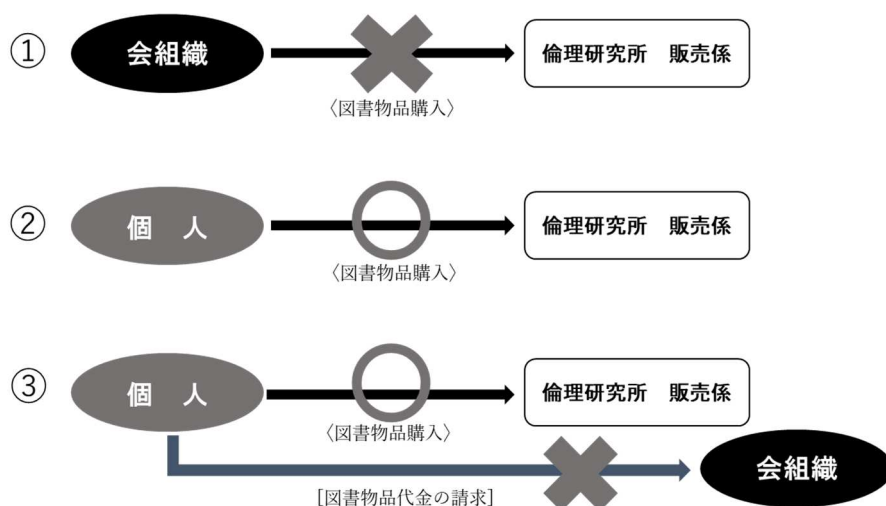 ① 会組織 倫理研究所　販売係
〈図書物品購入〉
② 個　人 倫理研究所　販売係
〈図書物品購入〉
③ 個　人 倫理研究所　販売係
〈図書物品購入〉
会組織
[図書物品代金の請求]